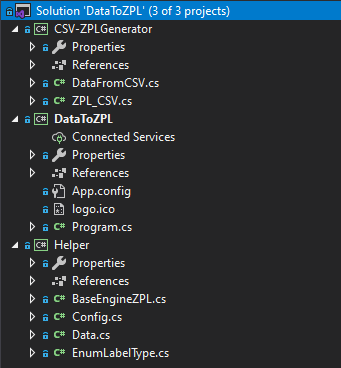 Solution 'DataToZPL' (3 of 3 projects)
C# CSV-ZPLGenerator
Properties
References
C# DataFromCSV.cs
C# ZPL_CSV.cs
C# DataToZPL
Connected Services
Properties
References
App.config
logo.ico
C# Program.cs
C# Helper
Properties
References
C# BaseEngineZPL.cs
C# Config.cs
C# Data.cs
C# EnumLabelType.cs